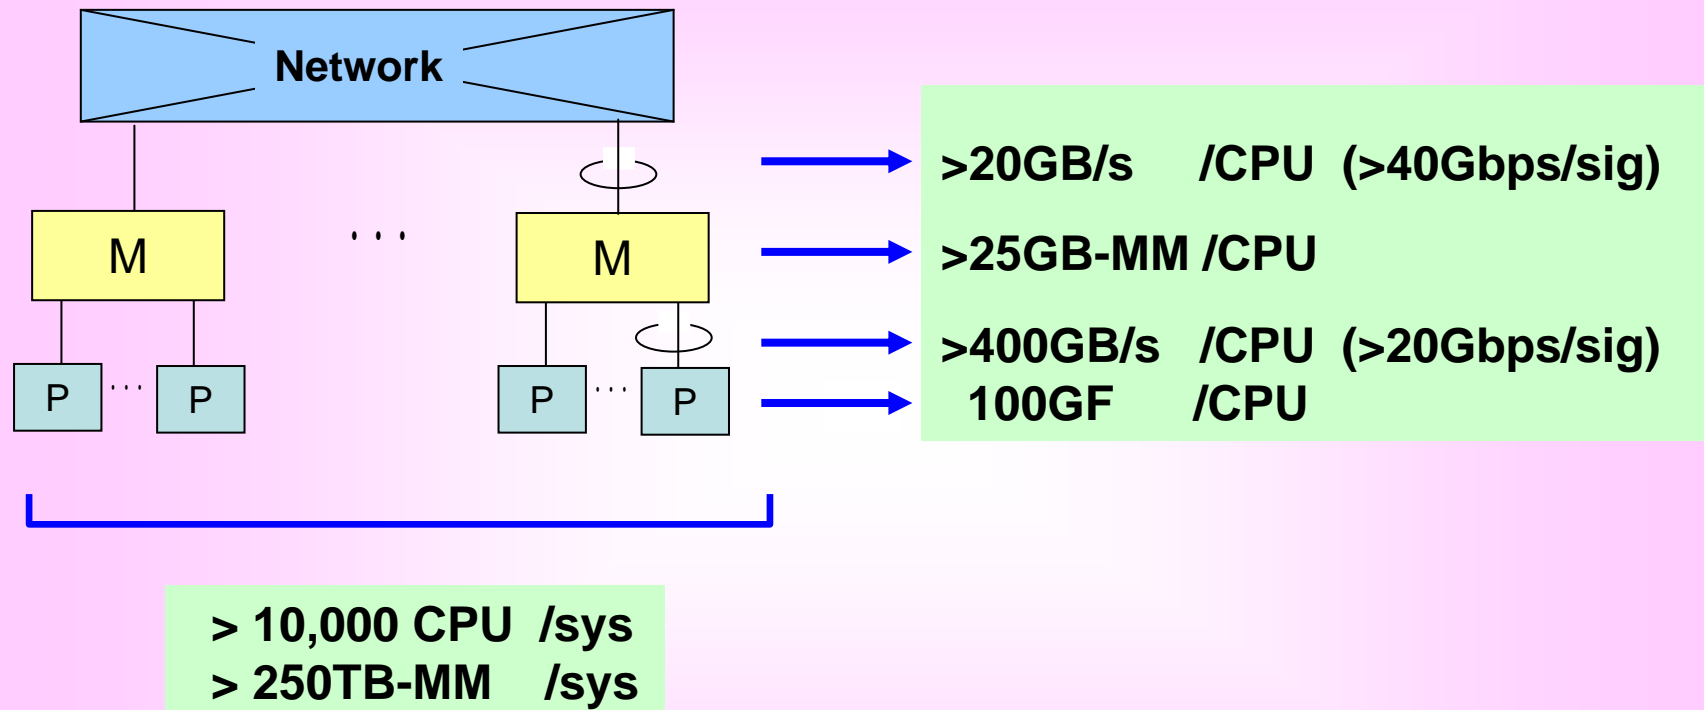 Network
>20GB/s /CPU (>40Gbps/sig)
M ... M
>25GB-MM /CPU
>400GB/s /CPU (>20Gbps/sig)
P ... P P ... P
100GF /CPU
> 10,000 CPU /sys
> 250TB-MM /sys